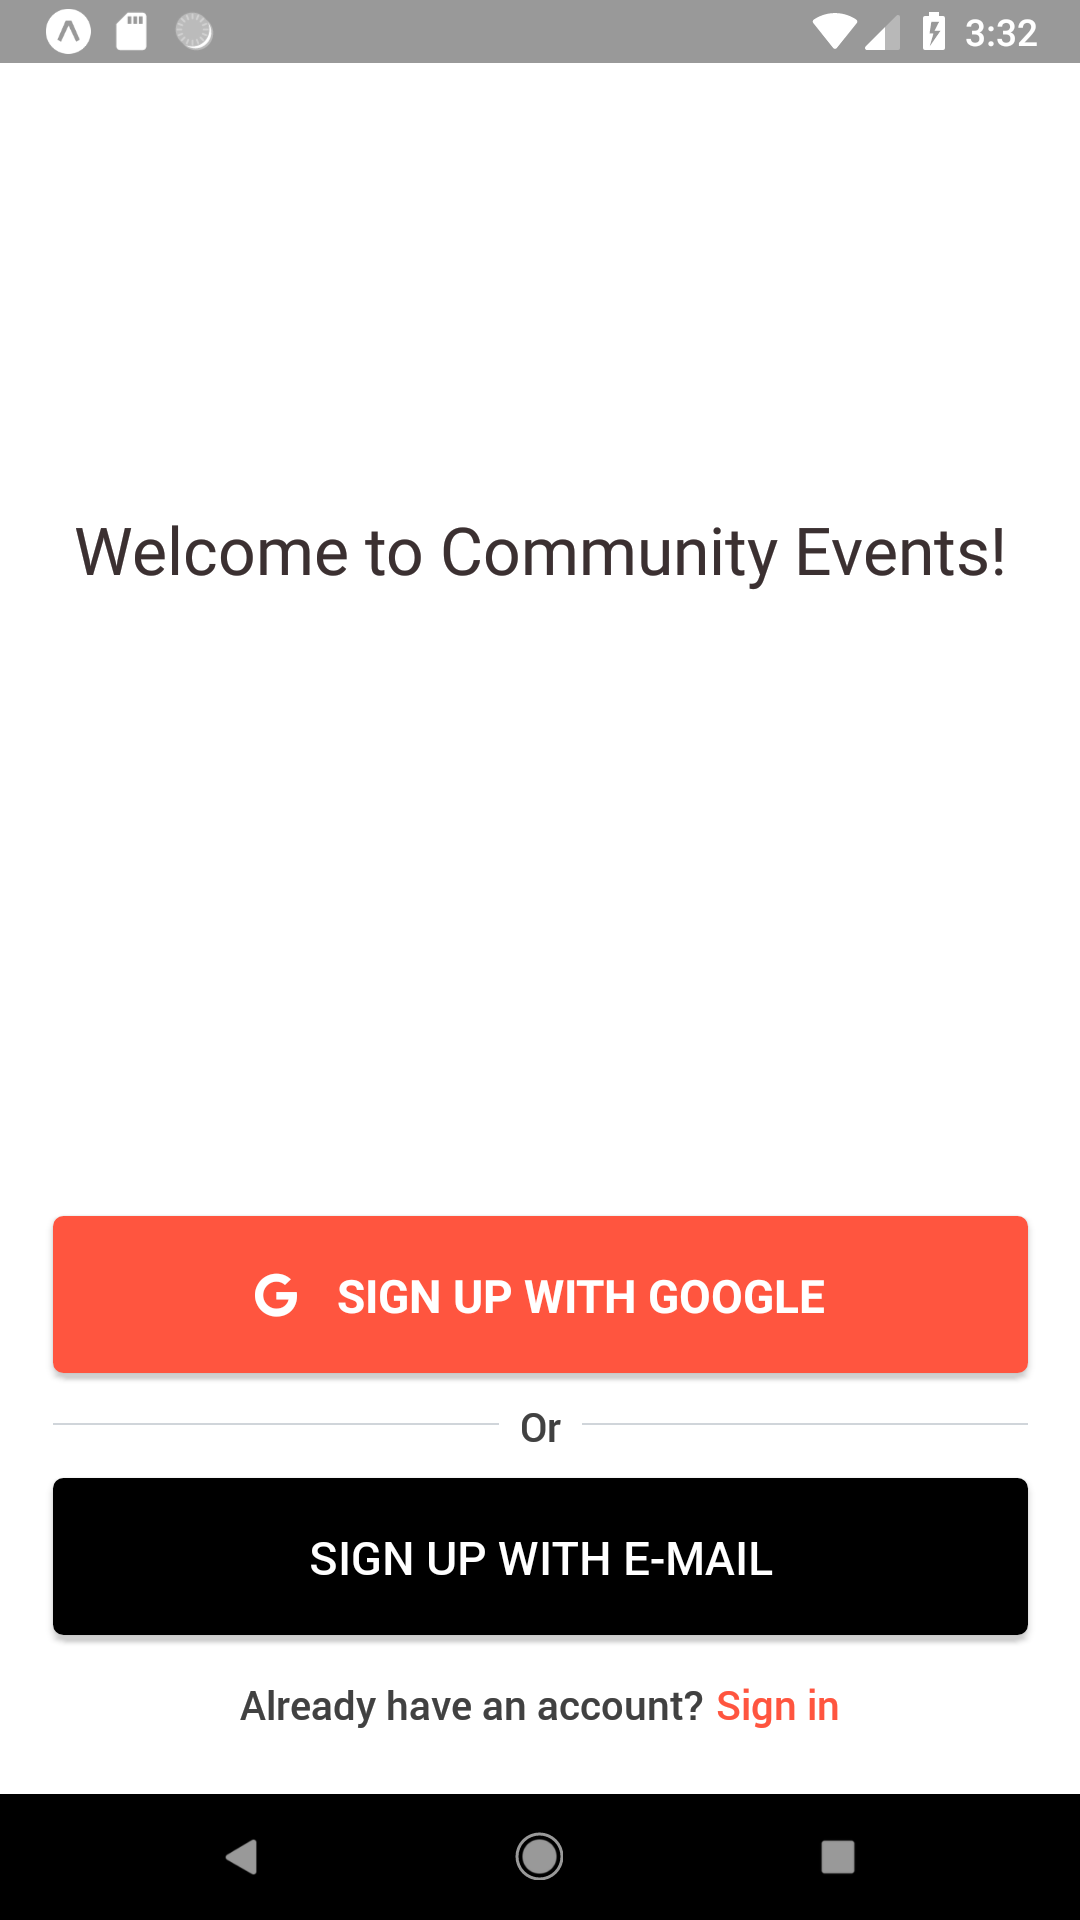 3:32
Welcome to Community Events!
SIGN UP WITH GOOGLE
Or
SIGN UP WITH E-MAIL
Already have an account? Sign in